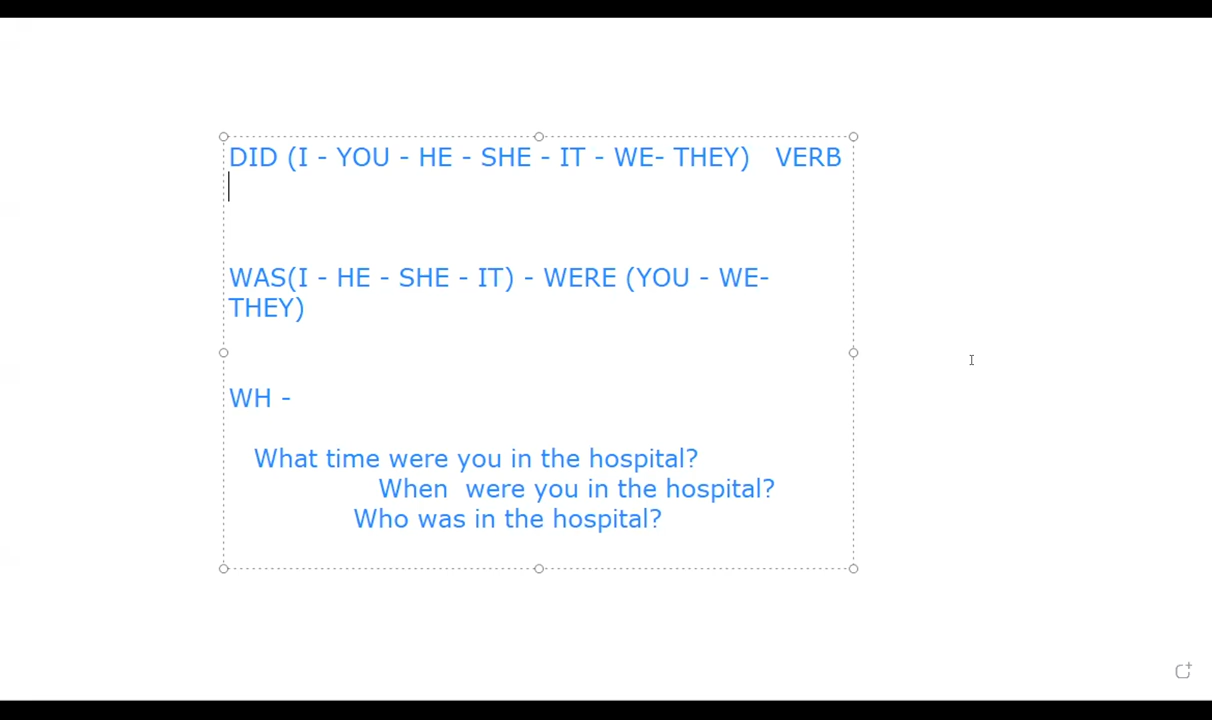 DID (I - YOU - HE - SHE - IT - WE- THEY)   VERB
WAS(I - HE - SHE - IT) - WERE (YOU - WE-
THEY)
WH -
What time were you in the hospital?
When  were you in the hospital?
Who was in the hospital?